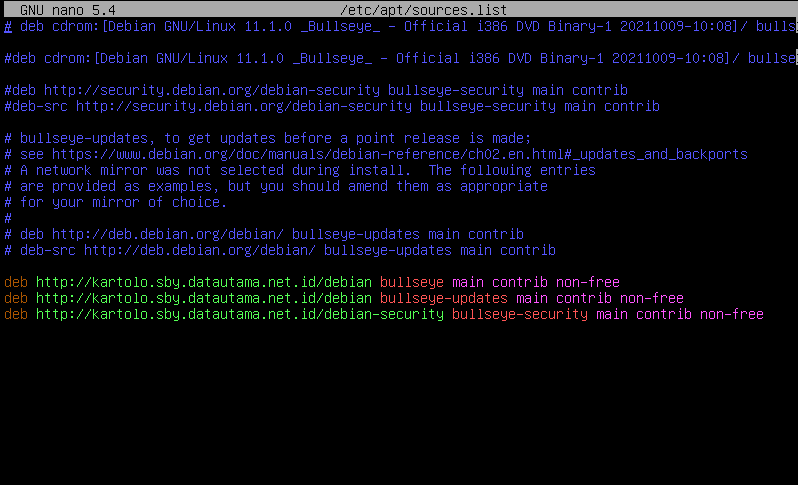 GNU nano 5.4 /etc/apt/sources.list
# deb cdrom:[Debian GNU/Linux 11.1.0 _Bullseye_ - Official i386 DVD Binary-1 20211009-10:08]/ bulls
#deb cdrom:[Debian GNU/Linux 11.1.0 _Bullseye_ - Official i386 DVD Binary-1 20211009-10:08]/ bullse
#deb http://security.debian.org/debian-security bullseye-security main contrib
#deb-src http://security.debian.org/debian-security bullseye-security main contrib
# bullseye-updates, to get updates before a point release is made;
# see https://www.debian.org/doc/manuals/debian-reference/ch02.en.html#_updates_and_backports
# A network mirror was not selected during install.  The following entries
# are provided as examples, but you should amend them as appropriate
# for your mirror of choice.
#
# deb http://deb.debian.org/debian/ bullseye-updates main contrib
# deb-src http://deb.debian.org/debian/ bullseye-updates main contrib
deb http://kartolo.sby.datautama.net.id/debian bullseye main contrib non-free
deb http://kartolo.sby.datautama.net.id/debian bullseye-updates main contrib non-free
deb http://kartolo.sby.datautama.net.id/debian-security bullseye-security main contrib non-free